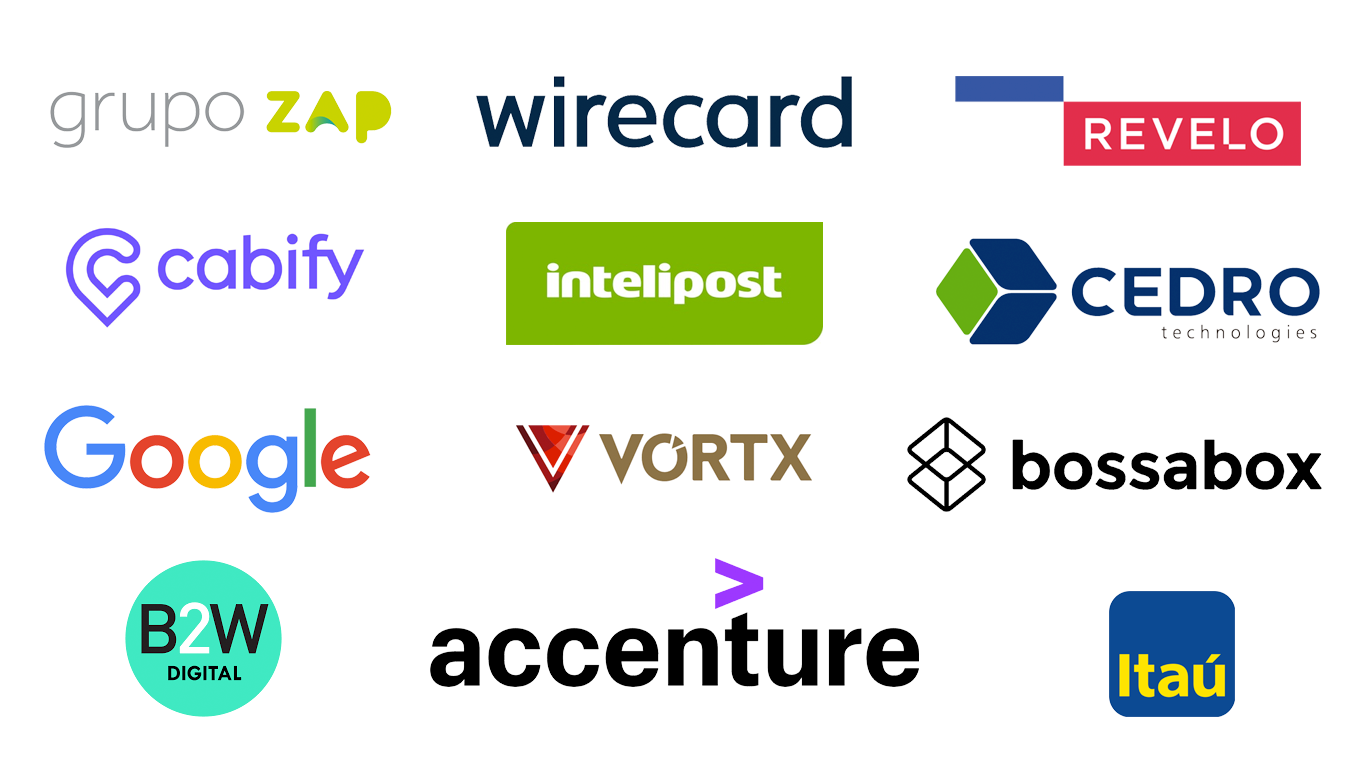 grupo ZAP
wirecard
REVELO
cabify
intelipost
CEDRO
technologies
Google
VORTX
bossabox
B2W
DIGITAL
>
accenture
Itaú